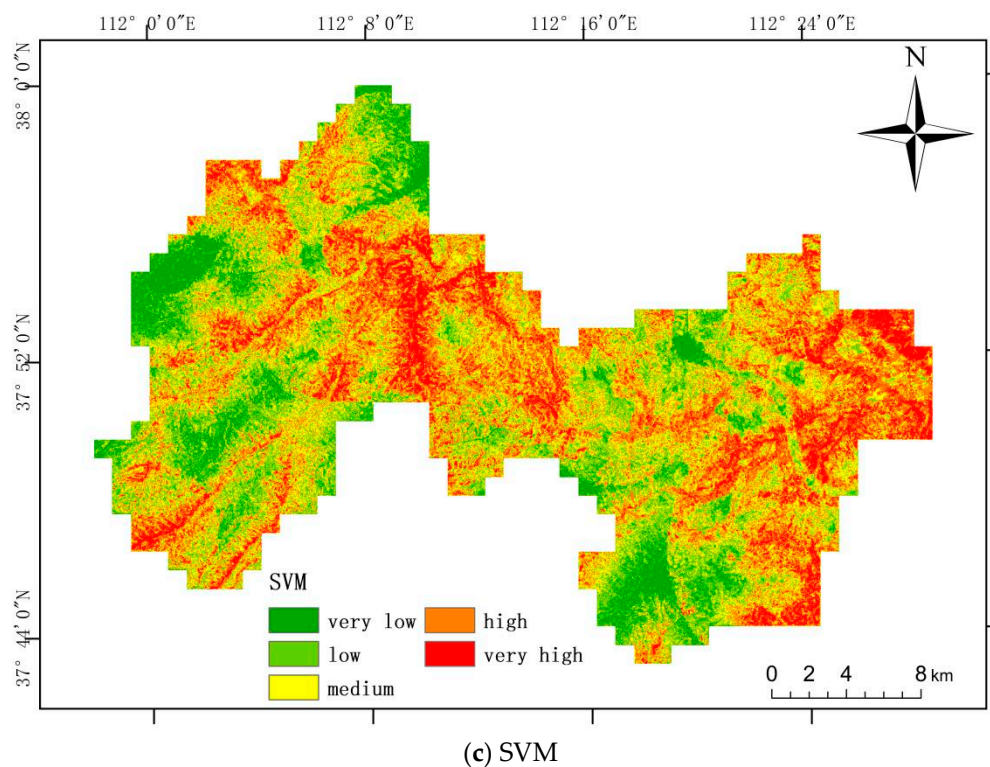 112° 0′0″E 112° 8′0″E 112° 16′0″E 112° 24′0″E
N
38° 0′0″N
37° 52′0″N
37° 44′0″N
SVM
very low high
low very high
medium
0 2 4 8 km
(c) SVM